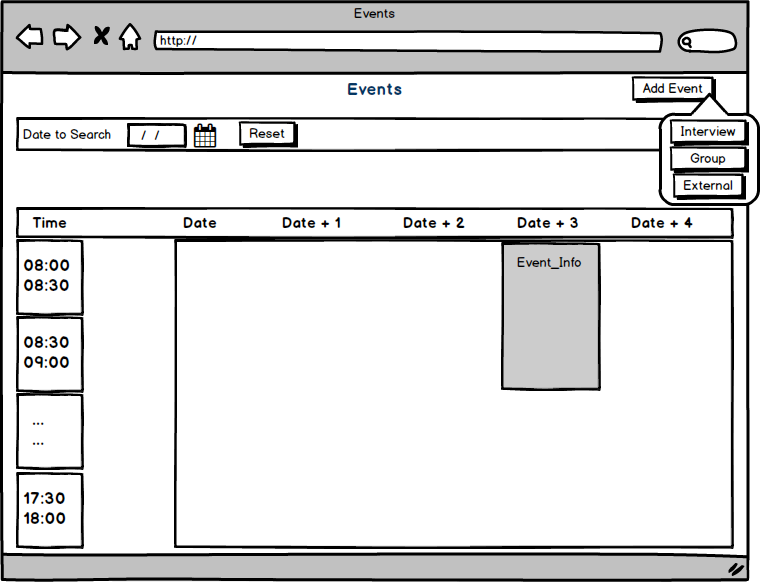 Events
http://
Events
Add Event
Date to Search
/ /
Reset
Interview
Group
External
Time Date Date + 1 Date + 2 Date + 3 Date + 4
08:00
08:30
Event_Info
08:30
09:00
...
...
17:30
18:00